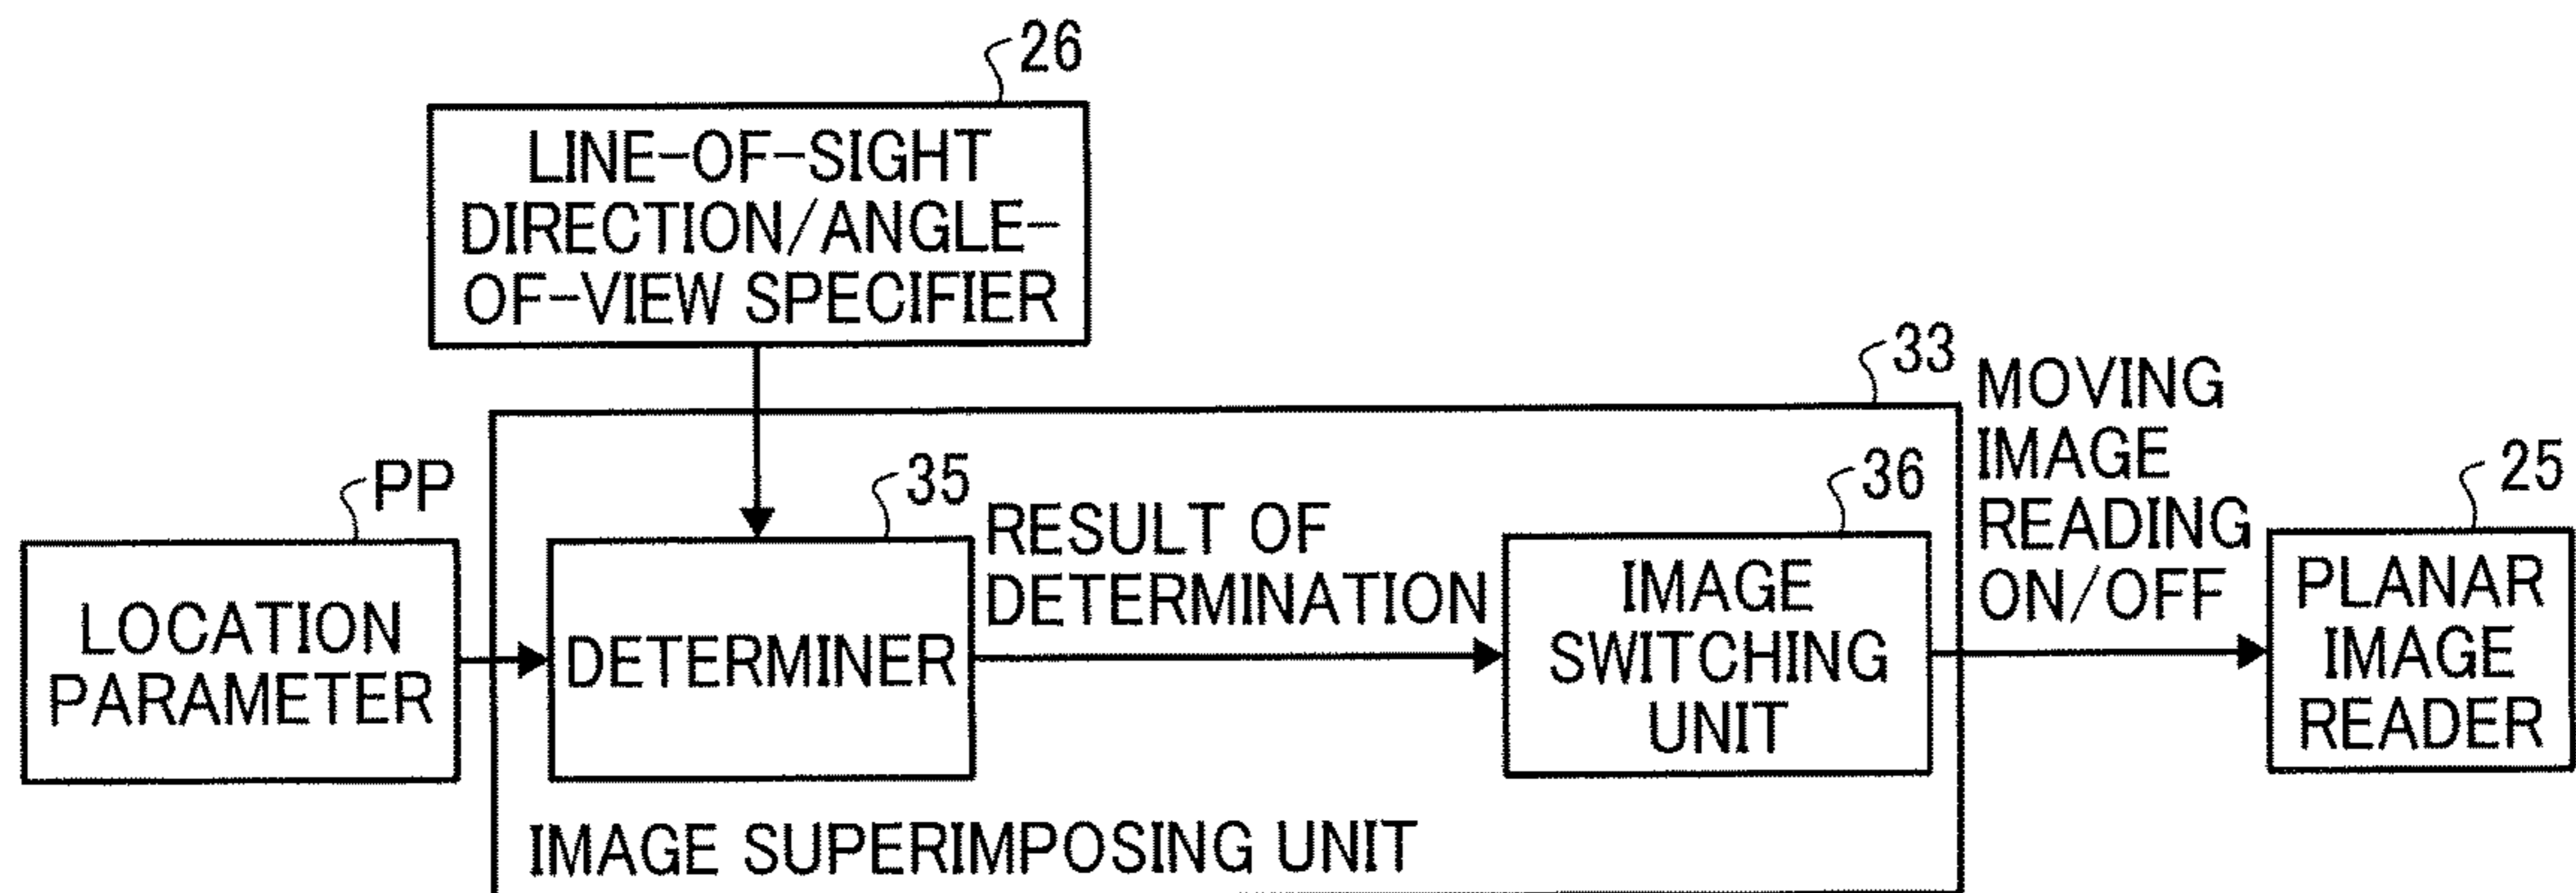 26
LINE-OF-SIGHT
DIRECTION/ANGLE-
OF-VIEW SPECIFIER
33
MOVING
IMAGE
READING
ON/OFF
PP
LOCATION
PARAMETER
35
DETERMINER
RESULT OF
DETERMINATION
36
IMAGE
SWITCHING
UNIT
25
PLANAR
IMAGE
READER
IMAGE SUPERIMPOSING UNIT